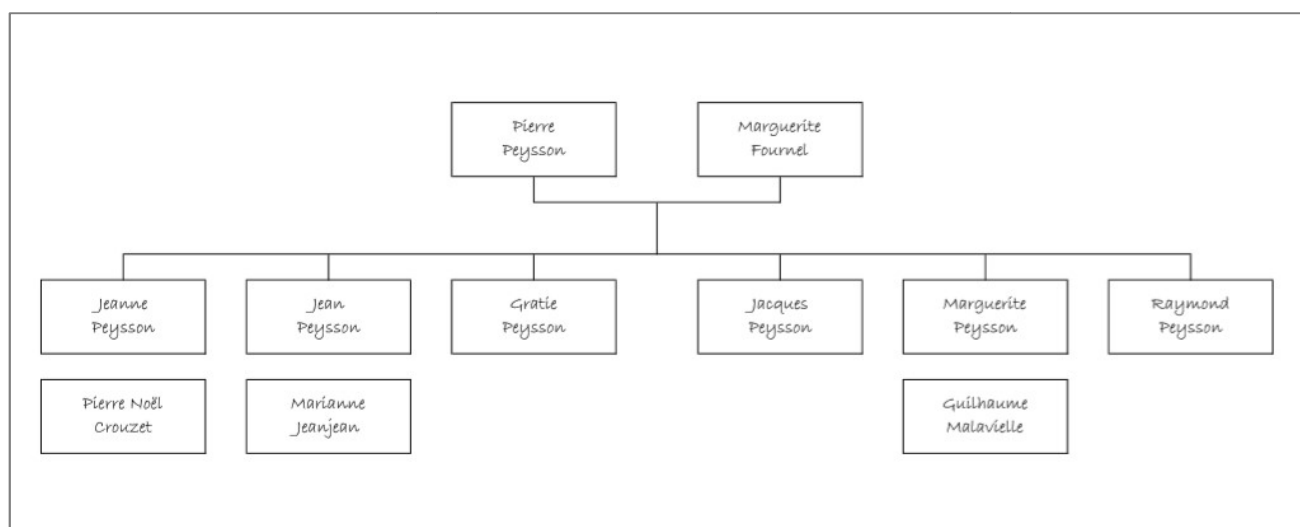 Pierre
Peysson
Marguerite
Fournel
Jeanne
Peysson
Jean
Peysson
Gratie
Peysson
Jacques
Peysson
Marguerite
Peysson
Raymond
Peysson
Pierre Noël
Crouzet
Marianne
Jeanjean
Guilhaume
Malavielle